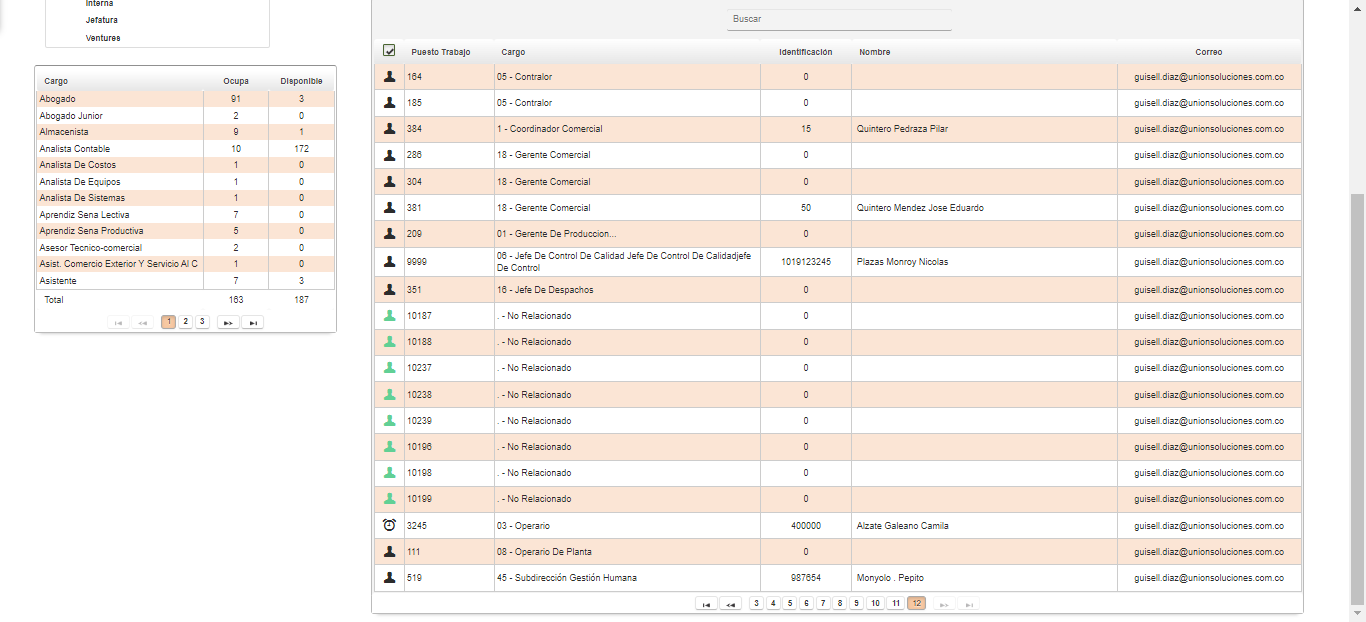 Interna
Jefatura
Ventures
Cargo Ocupa Disponible
Abogado 91 3
Abogado Junior 2 0
Almacenista 9 1
Analista Contable 10 172
Analista De Costos 1 0
Analista De Equipos 1 0
Analista De Sistemas 1 0
Aprendiz Sena Lectiva 7 0
Aprendiz Sena Productiva 5 0
Asesor Tecnico-comercial 2 0
Asist. Comercio Exterior Y Servicio Al C 1 0
Asistente 7 3
Total 163 187
1 2 3
Buscar
Puesto Trabajo Cargo Identificación Nombre Correo
164 05 - Contralor 0 guisell.diaz@unionsoluciones.com.co
185 05 - Contralor 0 guisell.diaz@unionsoluciones.com.co
384 1 - Coordinador Comercial 15 Quintero Pedraza Pilar guisell.diaz@unionsoluciones.com.co
286 18 - Gerente Comercial 0 guisell.diaz@unionsoluciones.com.co
304 18 - Gerente Comercial 0 guisell.diaz@unionsoluciones.com.co
381 18 - Gerente Comercial 50 Quintero Mendez Jose Eduardo guisell.diaz@unionsoluciones.com.co
209 01 - Gerente De Produccion... 0 guisell.diaz@unionsoluciones.com.co
9999 06 - Jefe De Control De Calidad Jefe De Control De Calidadjefe De Control 1019123245 Plazas Monroy Nicolas guisell.diaz@unionsoluciones.com.co
351 16 - Jefe De Despachos 0 guisell.diaz@unionsoluciones.com.co
10187 . - No Relacionado 0 guisell.diaz@unionsoluciones.com.co
10188 . - No Relacionado 0 guisell.diaz@unionsoluciones.com.co
10237 . - No Relacionado 0 guisell.diaz@unionsoluciones.com.co
10238 . - No Relacionado 0 guisell.diaz@unionsoluciones.com.co
10239 . - No Relacionado 0 guisell.diaz@unionsoluciones.com.co
10196 . - No Relacionado 0 guisell.diaz@unionsoluciones.com.co
10198 . - No Relacionado 0 guisell.diaz@unionsoluciones.com.co
10199 . - No Relacionado 0 guisell.diaz@unionsoluciones.com.co
3245 03 - Operario 400000 Alzate Galeano Camila guisell.diaz@unionsoluciones.com.co
111 08 - Operario De Planta 0 guisell.diaz@unionsoluciones.com.co
519 45 - Subdirección Gestión Humana 987654 Monyolo . Pepito guisell.diaz@unionsoluciones.com.co
3 4 5 6 7 8 9 10 11 12